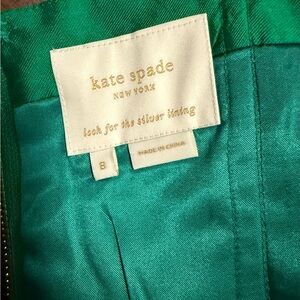 kate spade
NEW YORK
look for the silver lining
8
MADE IN CHINA